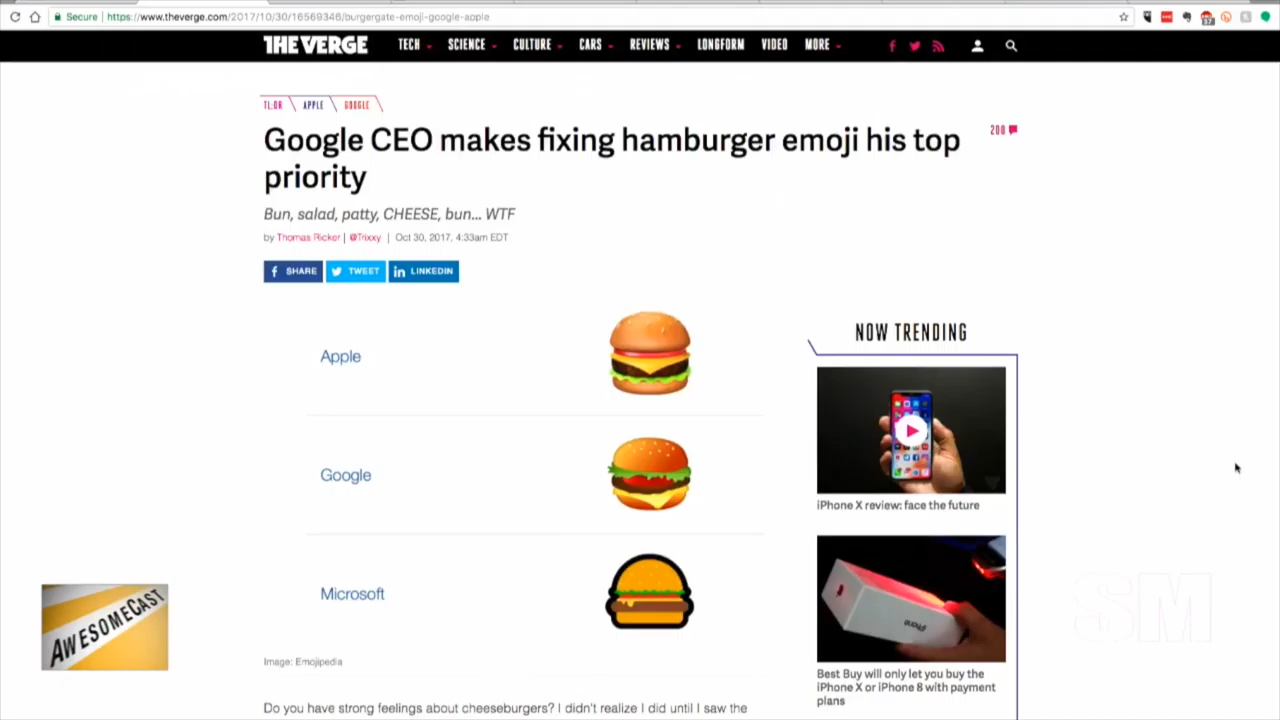 Secure | https://www.theverge.com/2017/10/30/16569346/burgergate-emoji-google-apple
THE VERGE TECH SCIENCE CULTURE CARS REVIEWS LONGFORM VIDEO MORE
TL;DR APPLE GOOGLE
Google CEO makes fixing hamburger emoji his top
priority
200
Bun, salad, patty, CHEESE, bun... WTF
by Thomas Ricker | @Trixxy | Oct 30, 2017, 4:33am EDT
SHARE TWEET LINKEDIN
Apple
Google
Microsoft
Image: Emojipedia
Do you have strong feelings about cheeseburgers? I didn't realize I did until I saw the
NOW TRENDING
iPhone X review: face the future
iPhone
Best Buy will only let you buy the
iPhone X or iPhone 8 with payment
plans
AWESOMECAST
SM